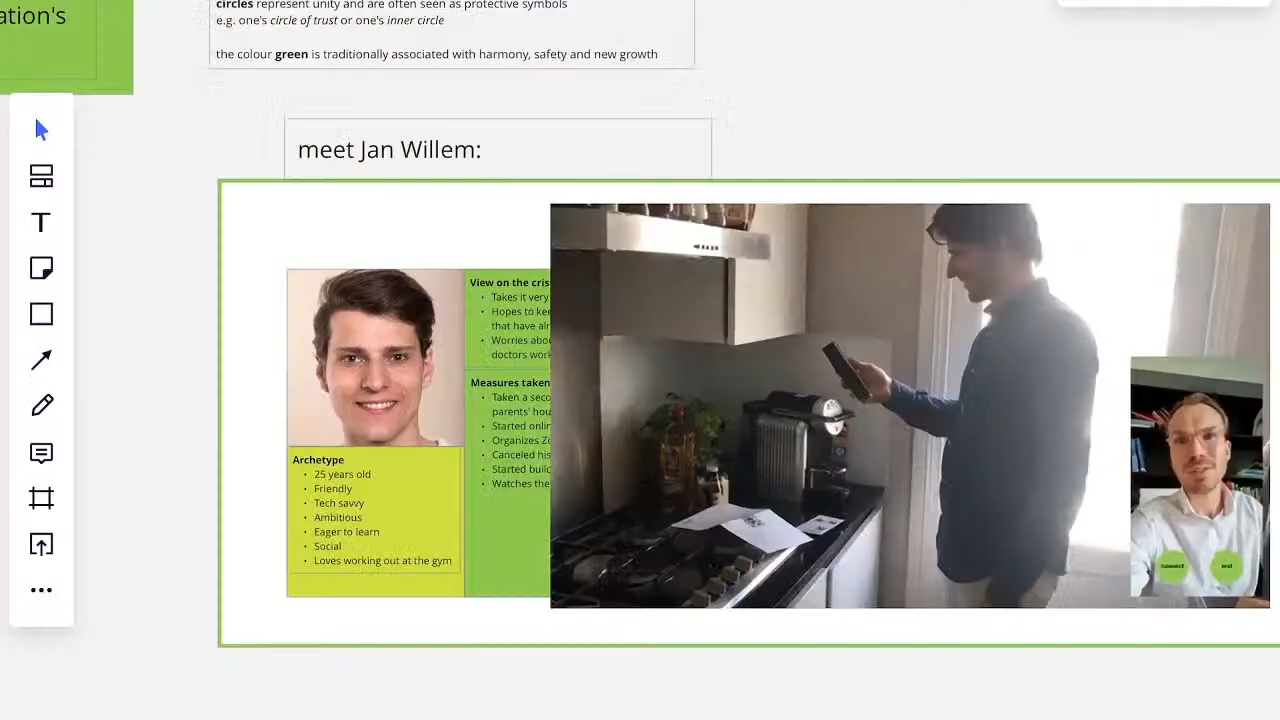 ation's
circles represent unity and are often seen as protective symbols
e.g. one's circle of trust or one's inner circle
the colour green is traditionally associated with harmony, safety and new growth
T
meet Jan Willem:
View on the cris
Takes it very
Hopes to kee
that have alr
Worries abou
doctors work
Measures taken
Taken a seco
parents' hou
Started onlin
Organizes Zo
Canceled his
Started build
Watches the
Archetype
25 years old
Friendly
Tech savvy
Ambitious
Eager to learn
Social
Loves working out at the gym
connect
end